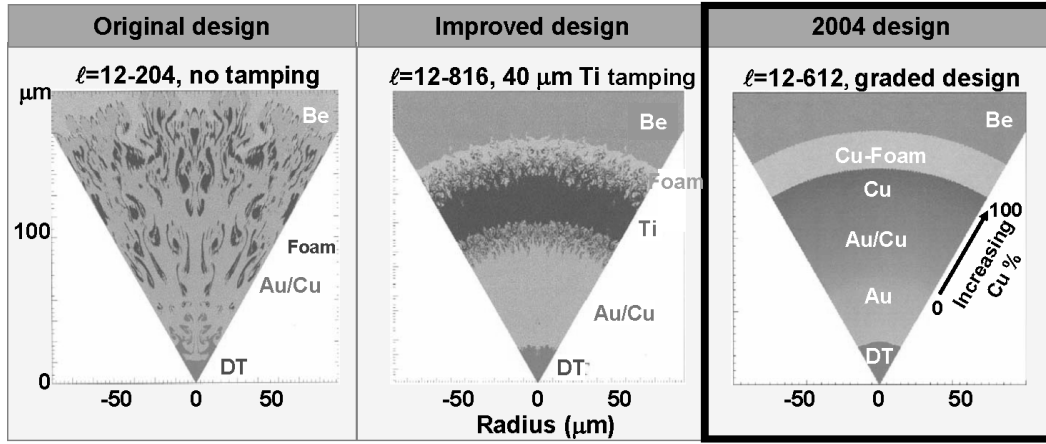 Original design
Improved design
2004 design
ℓ=12-204, no tamping
ℓ=12-816, 40 μm Ti tamping
ℓ=12-612, graded design
μm
100
0
Be
Foam
Au/Cu
DT
-50
0
50
Be
Foam
Ti
Au/Cu
DT
-50
0
50
Radius (μm)
Be
Cu-Foam
Cu
Au/Cu
Au
DT
100
Increasing
Cu %
0
-50
0
50